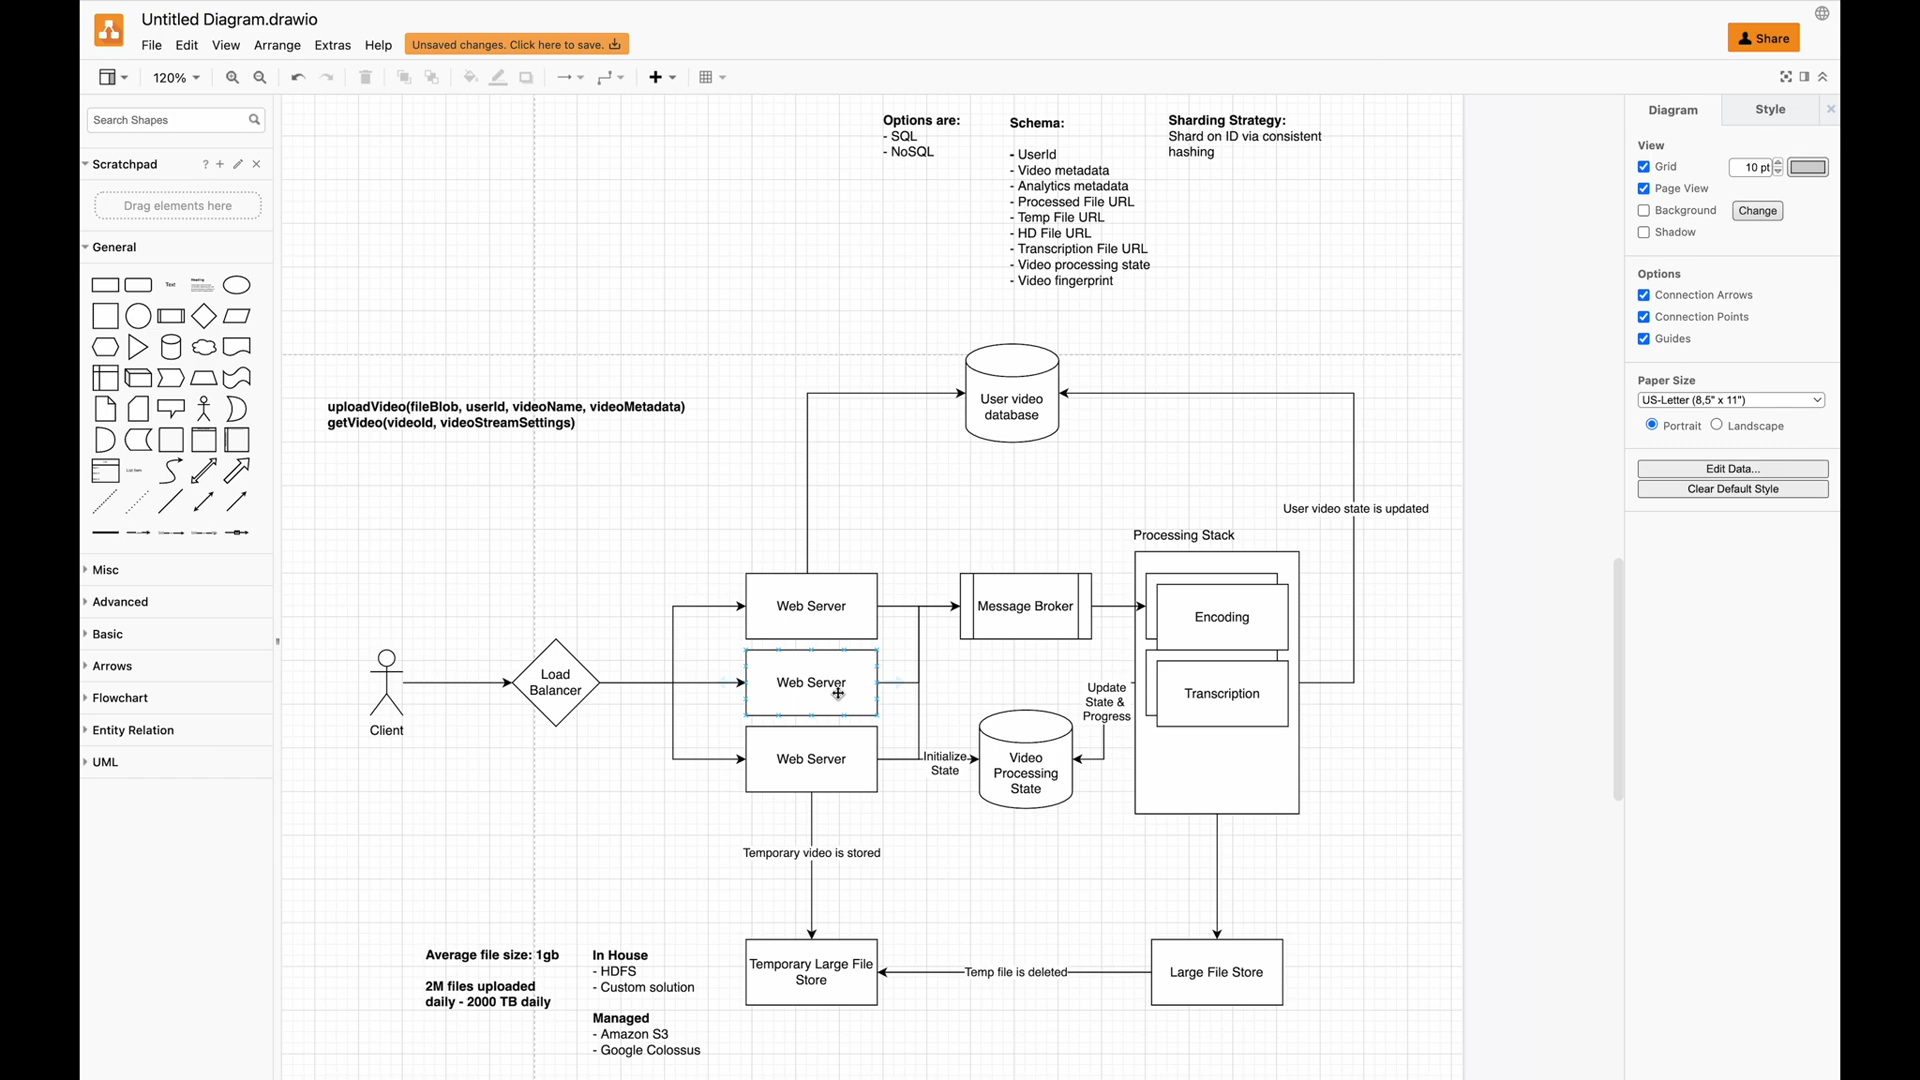 Untitled Diagram.drawio
File Edit View Arrange Extras Help
Unsaved changes. Click here to save.
Share
120%
Search Shapes
Scratchpad
?
Drag elements here
General
Text
Heading
List Item
Misc
Advanced
Basic
Arrows
Flowchart
Entity Relation
UML
Options are:
- SQL
- NoSQL
Schema:
- UserId
- Video metadata
- Analytics metadata
- Processed File URL
- Temp File URL
- HD File URL
- Transcription File URL
- Video processing state
- Video fingerprint
Sharding Strategy:
Shard on ID via consistent
hashing
uploadVideo(fileBlob, userId, videoName, videoMetadata)
getVideo(videoId, videoStreamSettings)
User video
database
User video state is updated
Processing Stack
Web Server
Message Broker
Encoding
Client
Load
Balancer
Web Server
Transcription
Update
State &
Progress
Web Server
Initialize
State
Video
Processing
State
Temporary video is stored
Temporary Large File
Store
Temp file is deleted
Large File Store
Average file size: 1gb
2M files uploaded
daily - 2000 TB daily
In House
- HDFS
- Custom solution
Managed
- Amazon S3
- Google Colossus
Diagram Style
View
Grid 10 pt
Page View
Background Change
Shadow
Options
Connection Arrows
Connection Points
Guides
Paper Size
US-Letter (8,5" x 11")
Portrait Landscape
Edit Data...
Clear Default Style